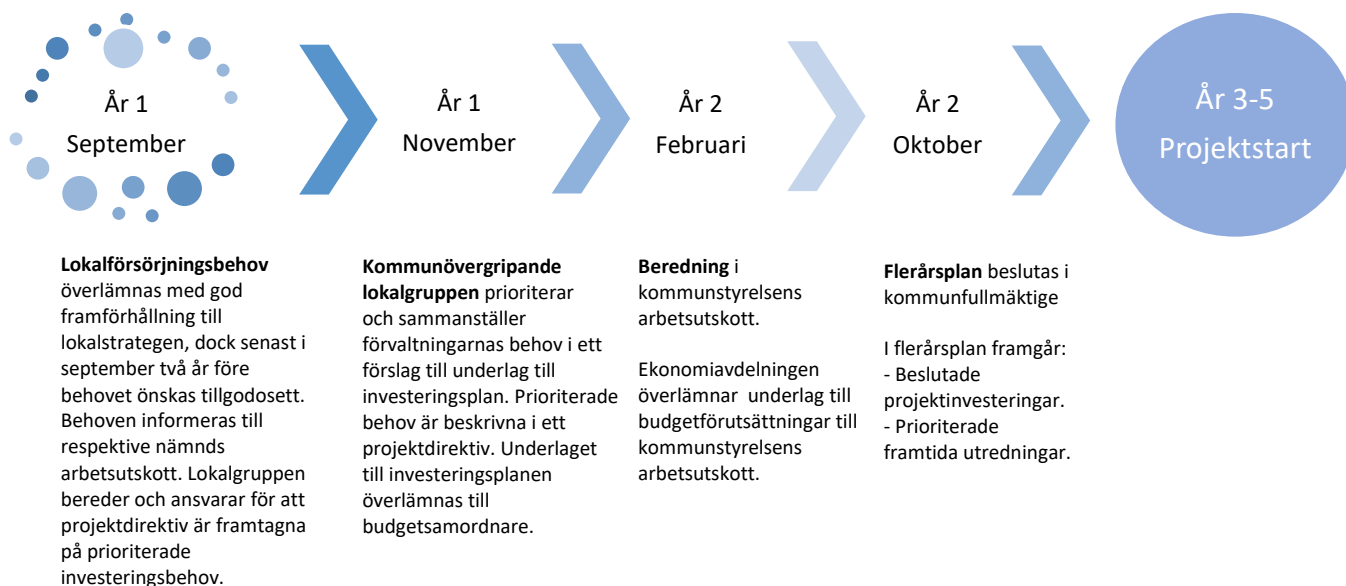 År 1
September
År 1
November
År 2
Februari
År 2
Oktober
År 3-5
Projektstart
Lokalförsörjningsbehov
överlämnas med god
framförhållning till
lokalstrategen, dock senast i
september två år före
behovet önskas tillgodosett.
Behoven informeras till
respektive nämnds
arbetsutskott. Lokalgruppen
bereder och ansvarar för att
projektdirektiv är framtagna
på prioriterade
investeringsbehov.
Kommunövergripande
lokalgruppen prioriterar
och sammanställer
förvaltningarnas behov i ett
förslag till underlag till
investeringsplan. Prioriterade
behov är beskrivna i ett
projektdirektiv. Underlaget
till investeringsplanen
överlämnas till
budgetsamordnare.
Beredning i
kommunstyrelsens
arbetsutskott.
Ekonomiavdelningen
överlämnar underlag till
budgetförutsättningar till
kommunstyrelsens
arbetsutskott.
Flerårsplan beslutas i
kommunfullmäktige
I flerårsplan framgår:
- Beslutade
projektinvesteringar.
- Prioriterade
framtida utredningar.